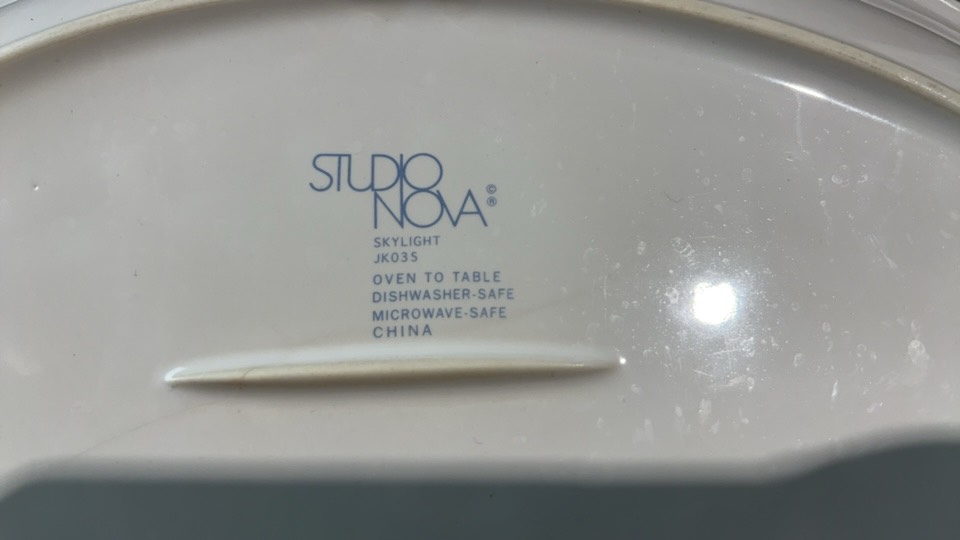 STUDIO
NOVA ©
®
SKYLIGHT
JK035
OVEN TO TABLE
DISHWASHER-SAFE
MICROWAVE-SAFE
CHINA